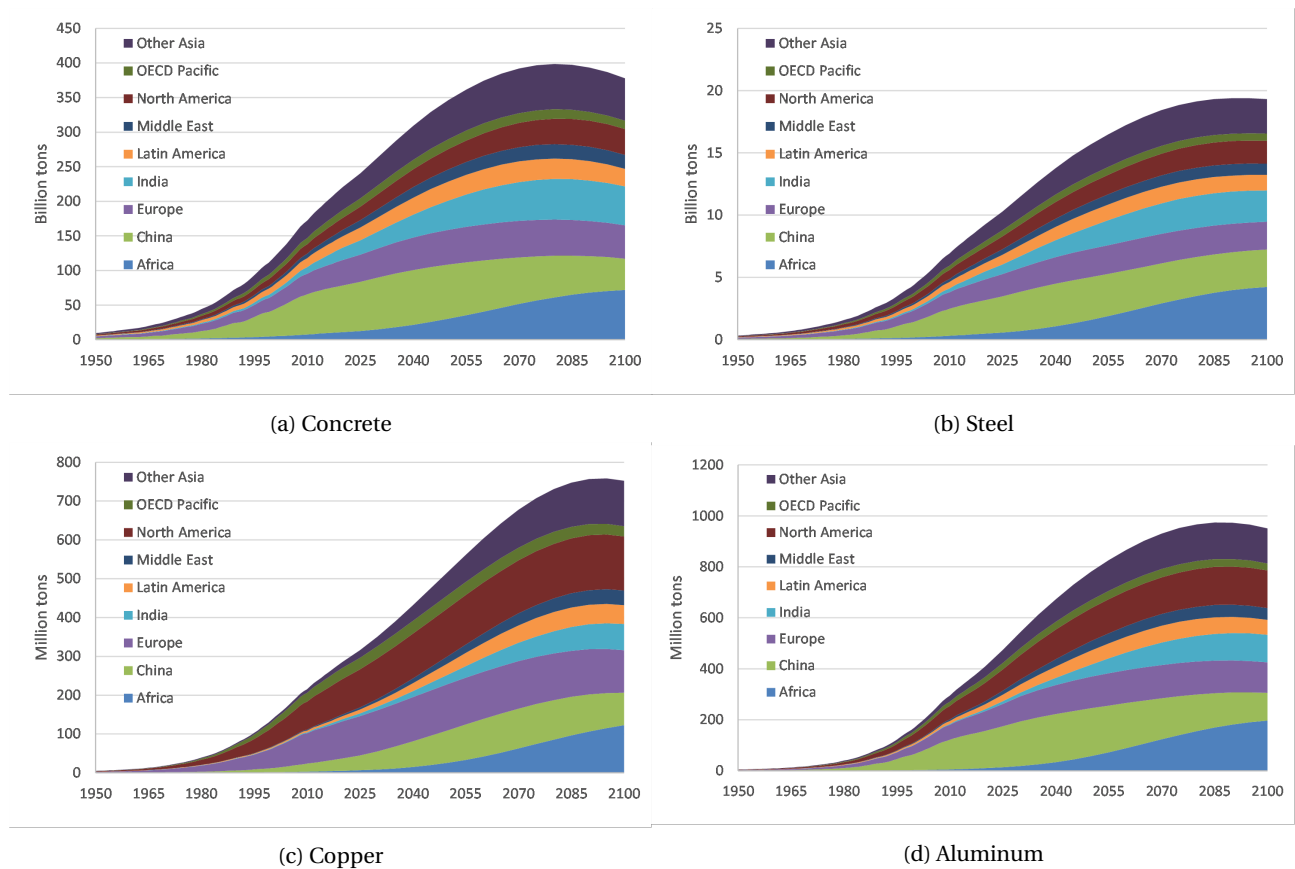 450
400
350
300
250
200
150
100
50
0
Billion tons
Other Asia
OECD Pacific
North America
Middle East
Latin America
India
Europe
China
Africa
1950 1965 1980 1995 2010 2025 2040 2055 2070 2085 2100
(a) Concrete
25
20
15
10
5
0
Billion tons
Other Asia
OECD Pacific
North America
Middle East
Latin America
India
Europe
China
Africa
1950 1965 1980 1995 2010 2025 2040 2055 2070 2085 2100
(b) Steel
800
700
600
500
400
300
200
100
0
Million tons
Other Asia
OECD Pacific
North America
Middle East
Latin America
India
Europe
China
Africa
1950 1965 1980 1995 2010 2025 2040 2055 2070 2085 2100
(c) Copper
1200
1000
800
600
400
200
0
Million tons
Other Asia
OECD Pacific
North America
Middle East
Latin America
India
Europe
China
Africa
1950 1965 1980 1995 2010 2025 2040 2055 2070 2085 2100
(d) Aluminum